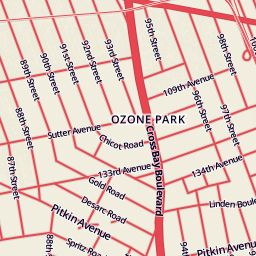 95th Street
93rd Street
92nd Street
91st Street
90th Street
89th Street
98th Street
109th Avenue
96th Street
97th Street
88th Street
OZONE PARK
Sutter Avenue
Chicot Road
Cross Bay Boulevard
87th Street
133rd Avenue
134th Avenue
Gold Road
Desarc Road
Linden Boule
Pitkin Avenue
88th
Spritz Road
94th
95th
Pitkin Avenue